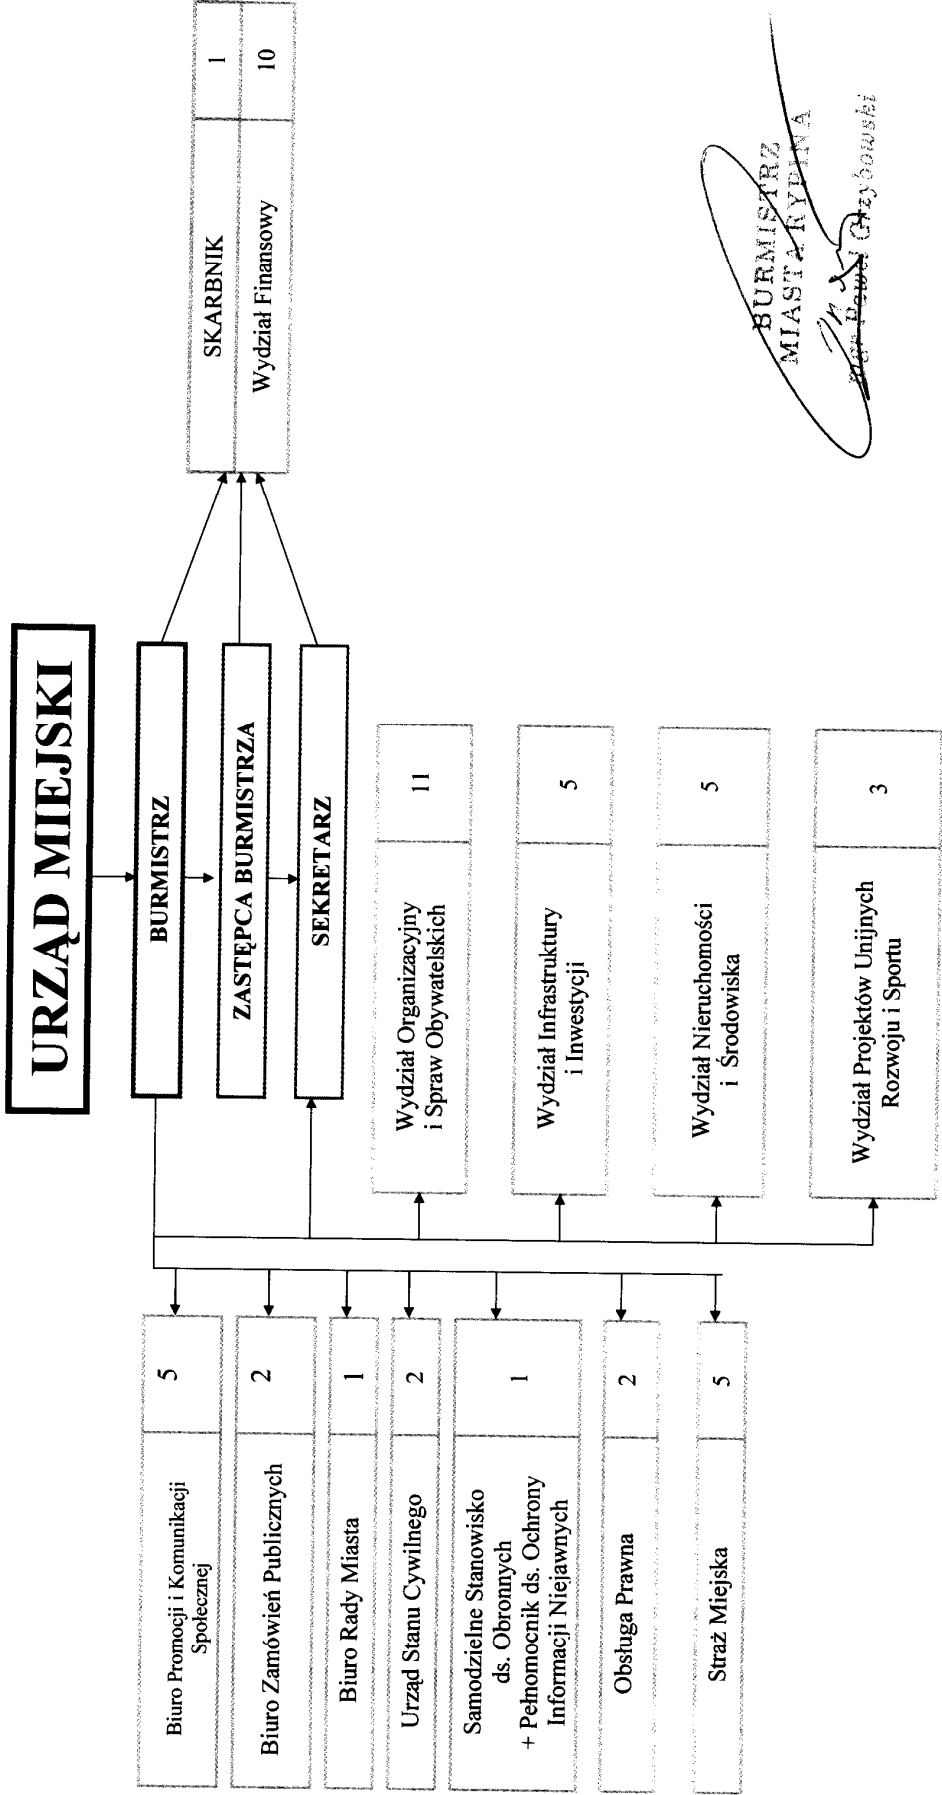 URZĄD MIEJSKI
BURMISTRZ
ZASTĘPCA BURMISTRZA
SEKRETARZ
SKARBNIK 1
Wydział Finansowy 10
Biuro Promocji i Komunikacji
Społecznej
5
Biuro Zamówień Publicznych 2
Biuro Rady Miasta 1
Urząd Stanu Cywilnego 2
Samodzielne Stanowisko
ds. Obronnych
+ Pełnomocnik ds. Ochrony
Informacji Niejawnych
1
Obsługa Prawna 2
Straż Miejska 5
Wydział Organizacyjny
i Spraw Obywatelskich
11
Wydział Infrastruktury
i Inwestycji
5
Wydział Nieruchomości
i Środowiska
5
Wydział Projektów Unijnych
Rozwoju i Sportu
3
BURMISTRZ
MIASTA RYPINA
mgr Paweł Grzybowski